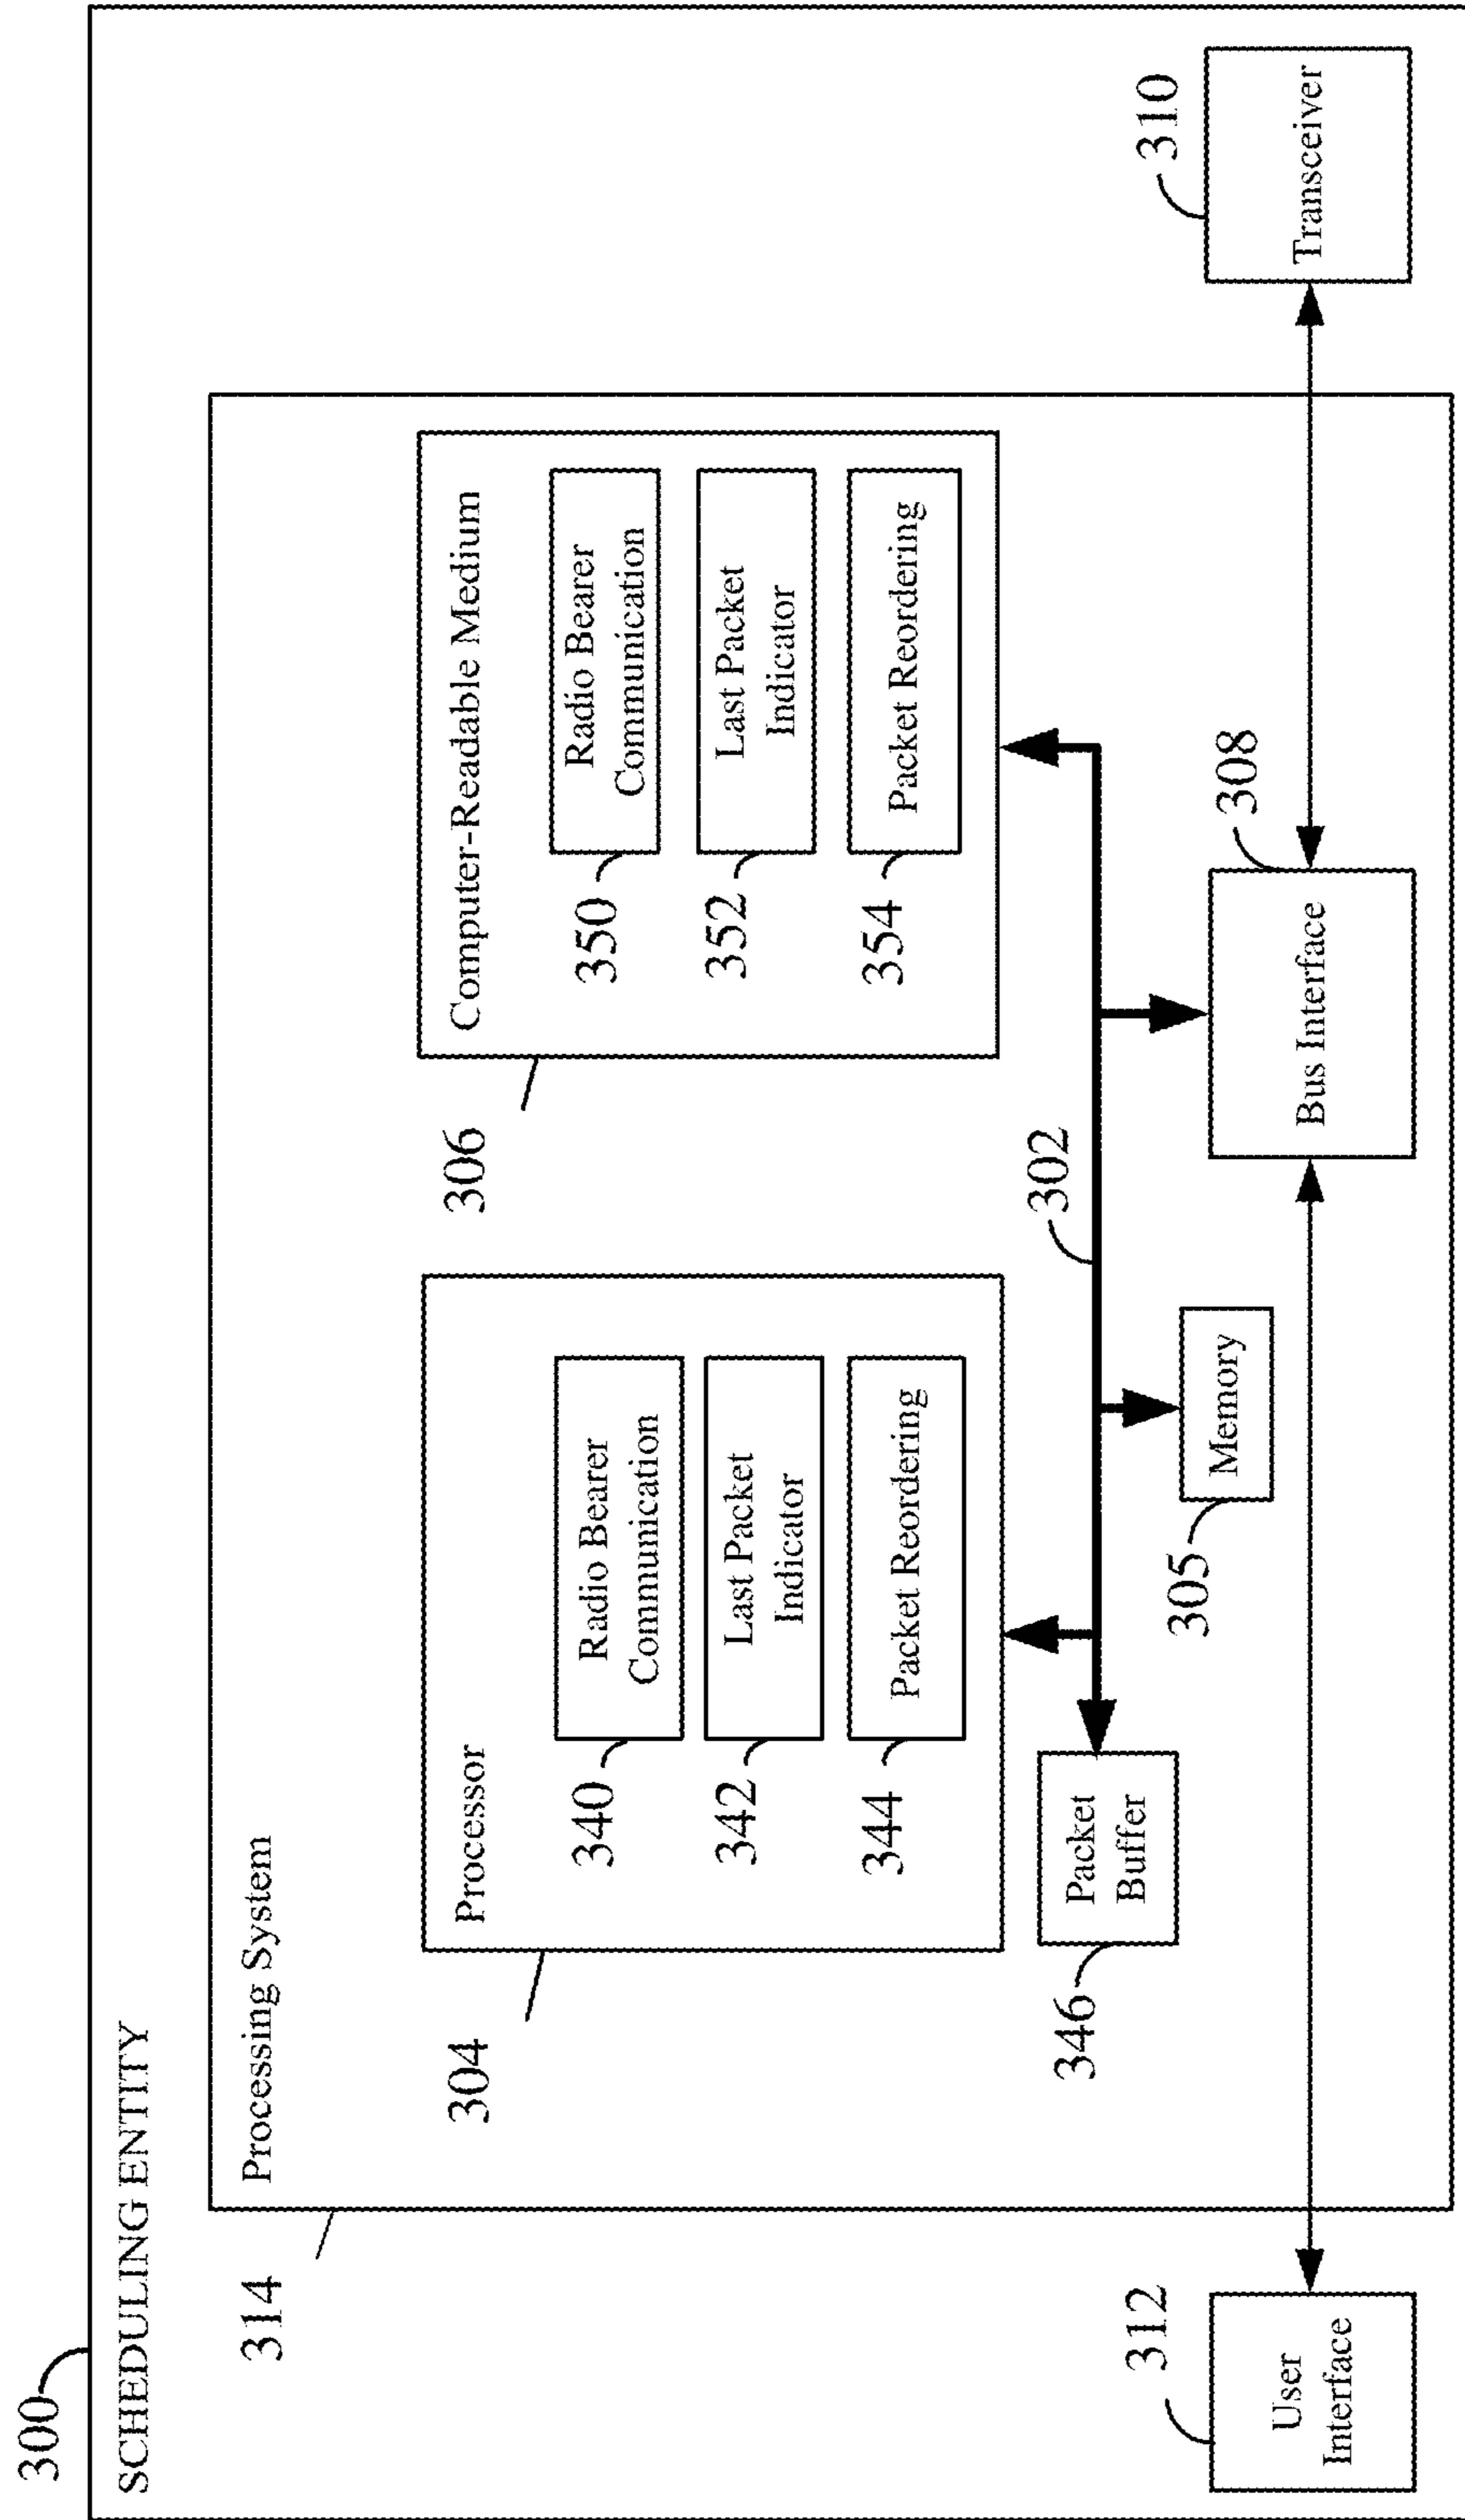 300
SCHEDULING ENTITY
314
Processing System
304
Processor
340
Radio Bearer
Communication
342
Last Packet
Indicator
344
Packet Reordering
306
Computer-Readable Medium
350
Radio Bearer
Communication
352
Last Packet
Indicator
354
Packet Reordering
346
Packet
Buffer
305
Memory
302
308
Bus Interface
312
User
Interface
310
Transceiver